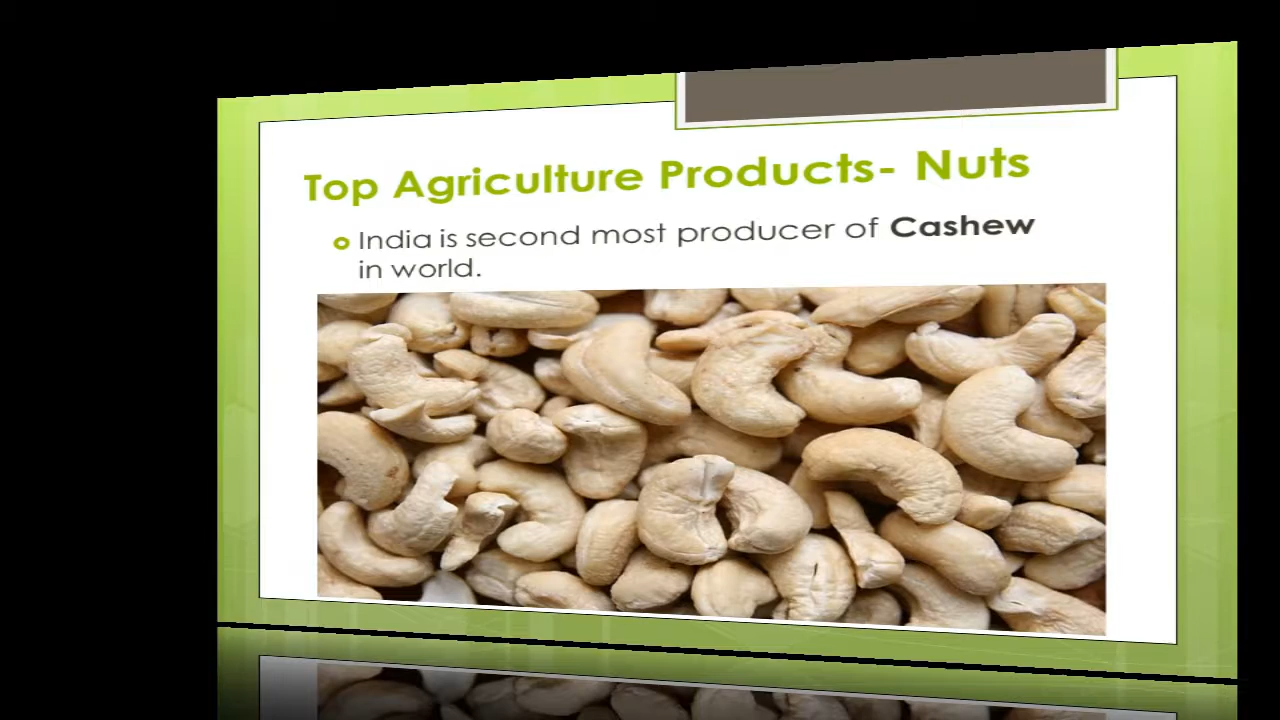 Top Agriculture Products- Nuts
India is second most producer of Cashew
in world.